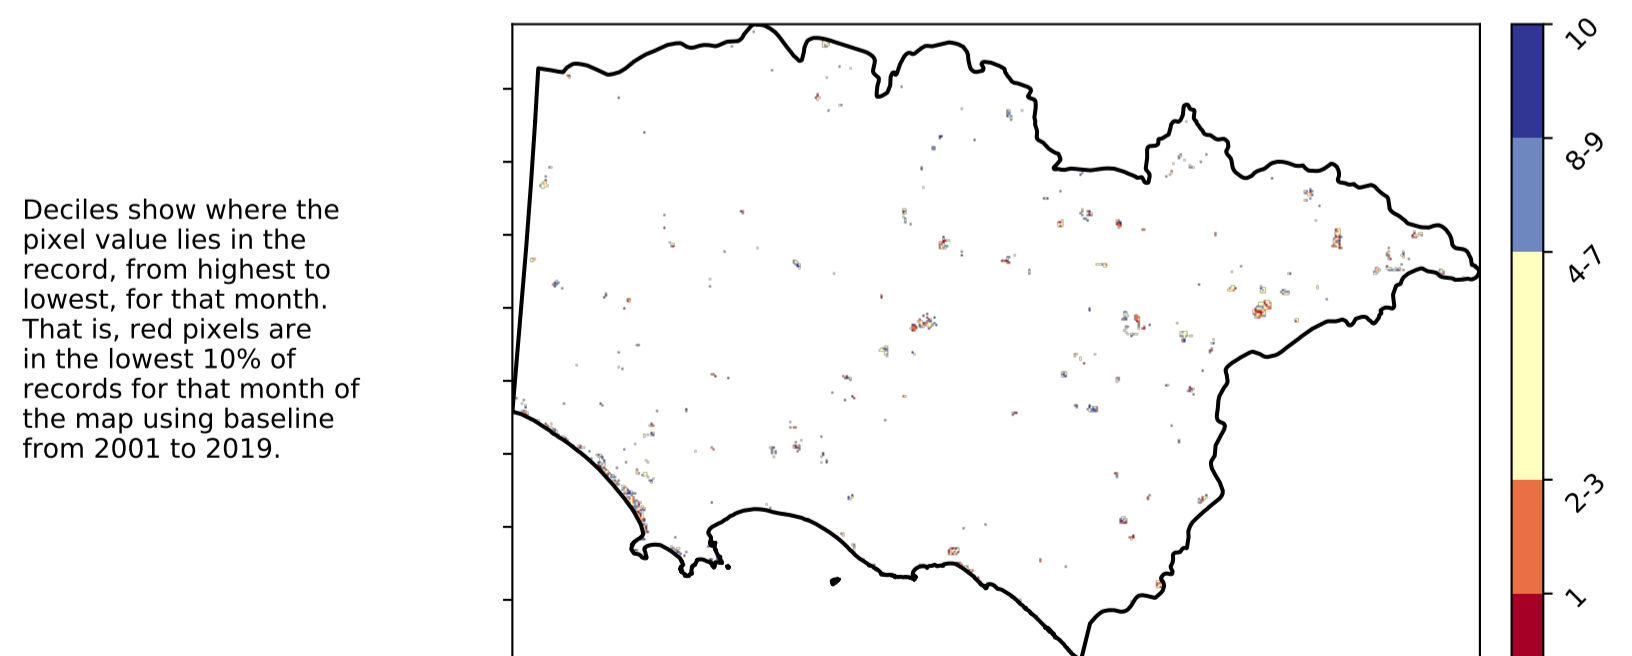 Deciles show where the
pixel value lies in the
record, from highest to
lowest, for that month.
That is, red pixels are
in the lowest 10% of
records for that month of
the map using baseline
from 2001 to 2019.
10
8-9
4-7
2-3
1